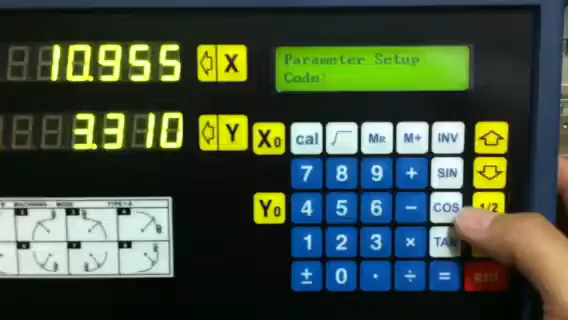 10.955 X
Parameter Setup
Code:
3.310 Y
X0 cal √ MR M+ INV
7 8 9 + SIN
Y0 4 5 6 - COS 1/2
1 2 3 × TAN
± 0 · ÷ =